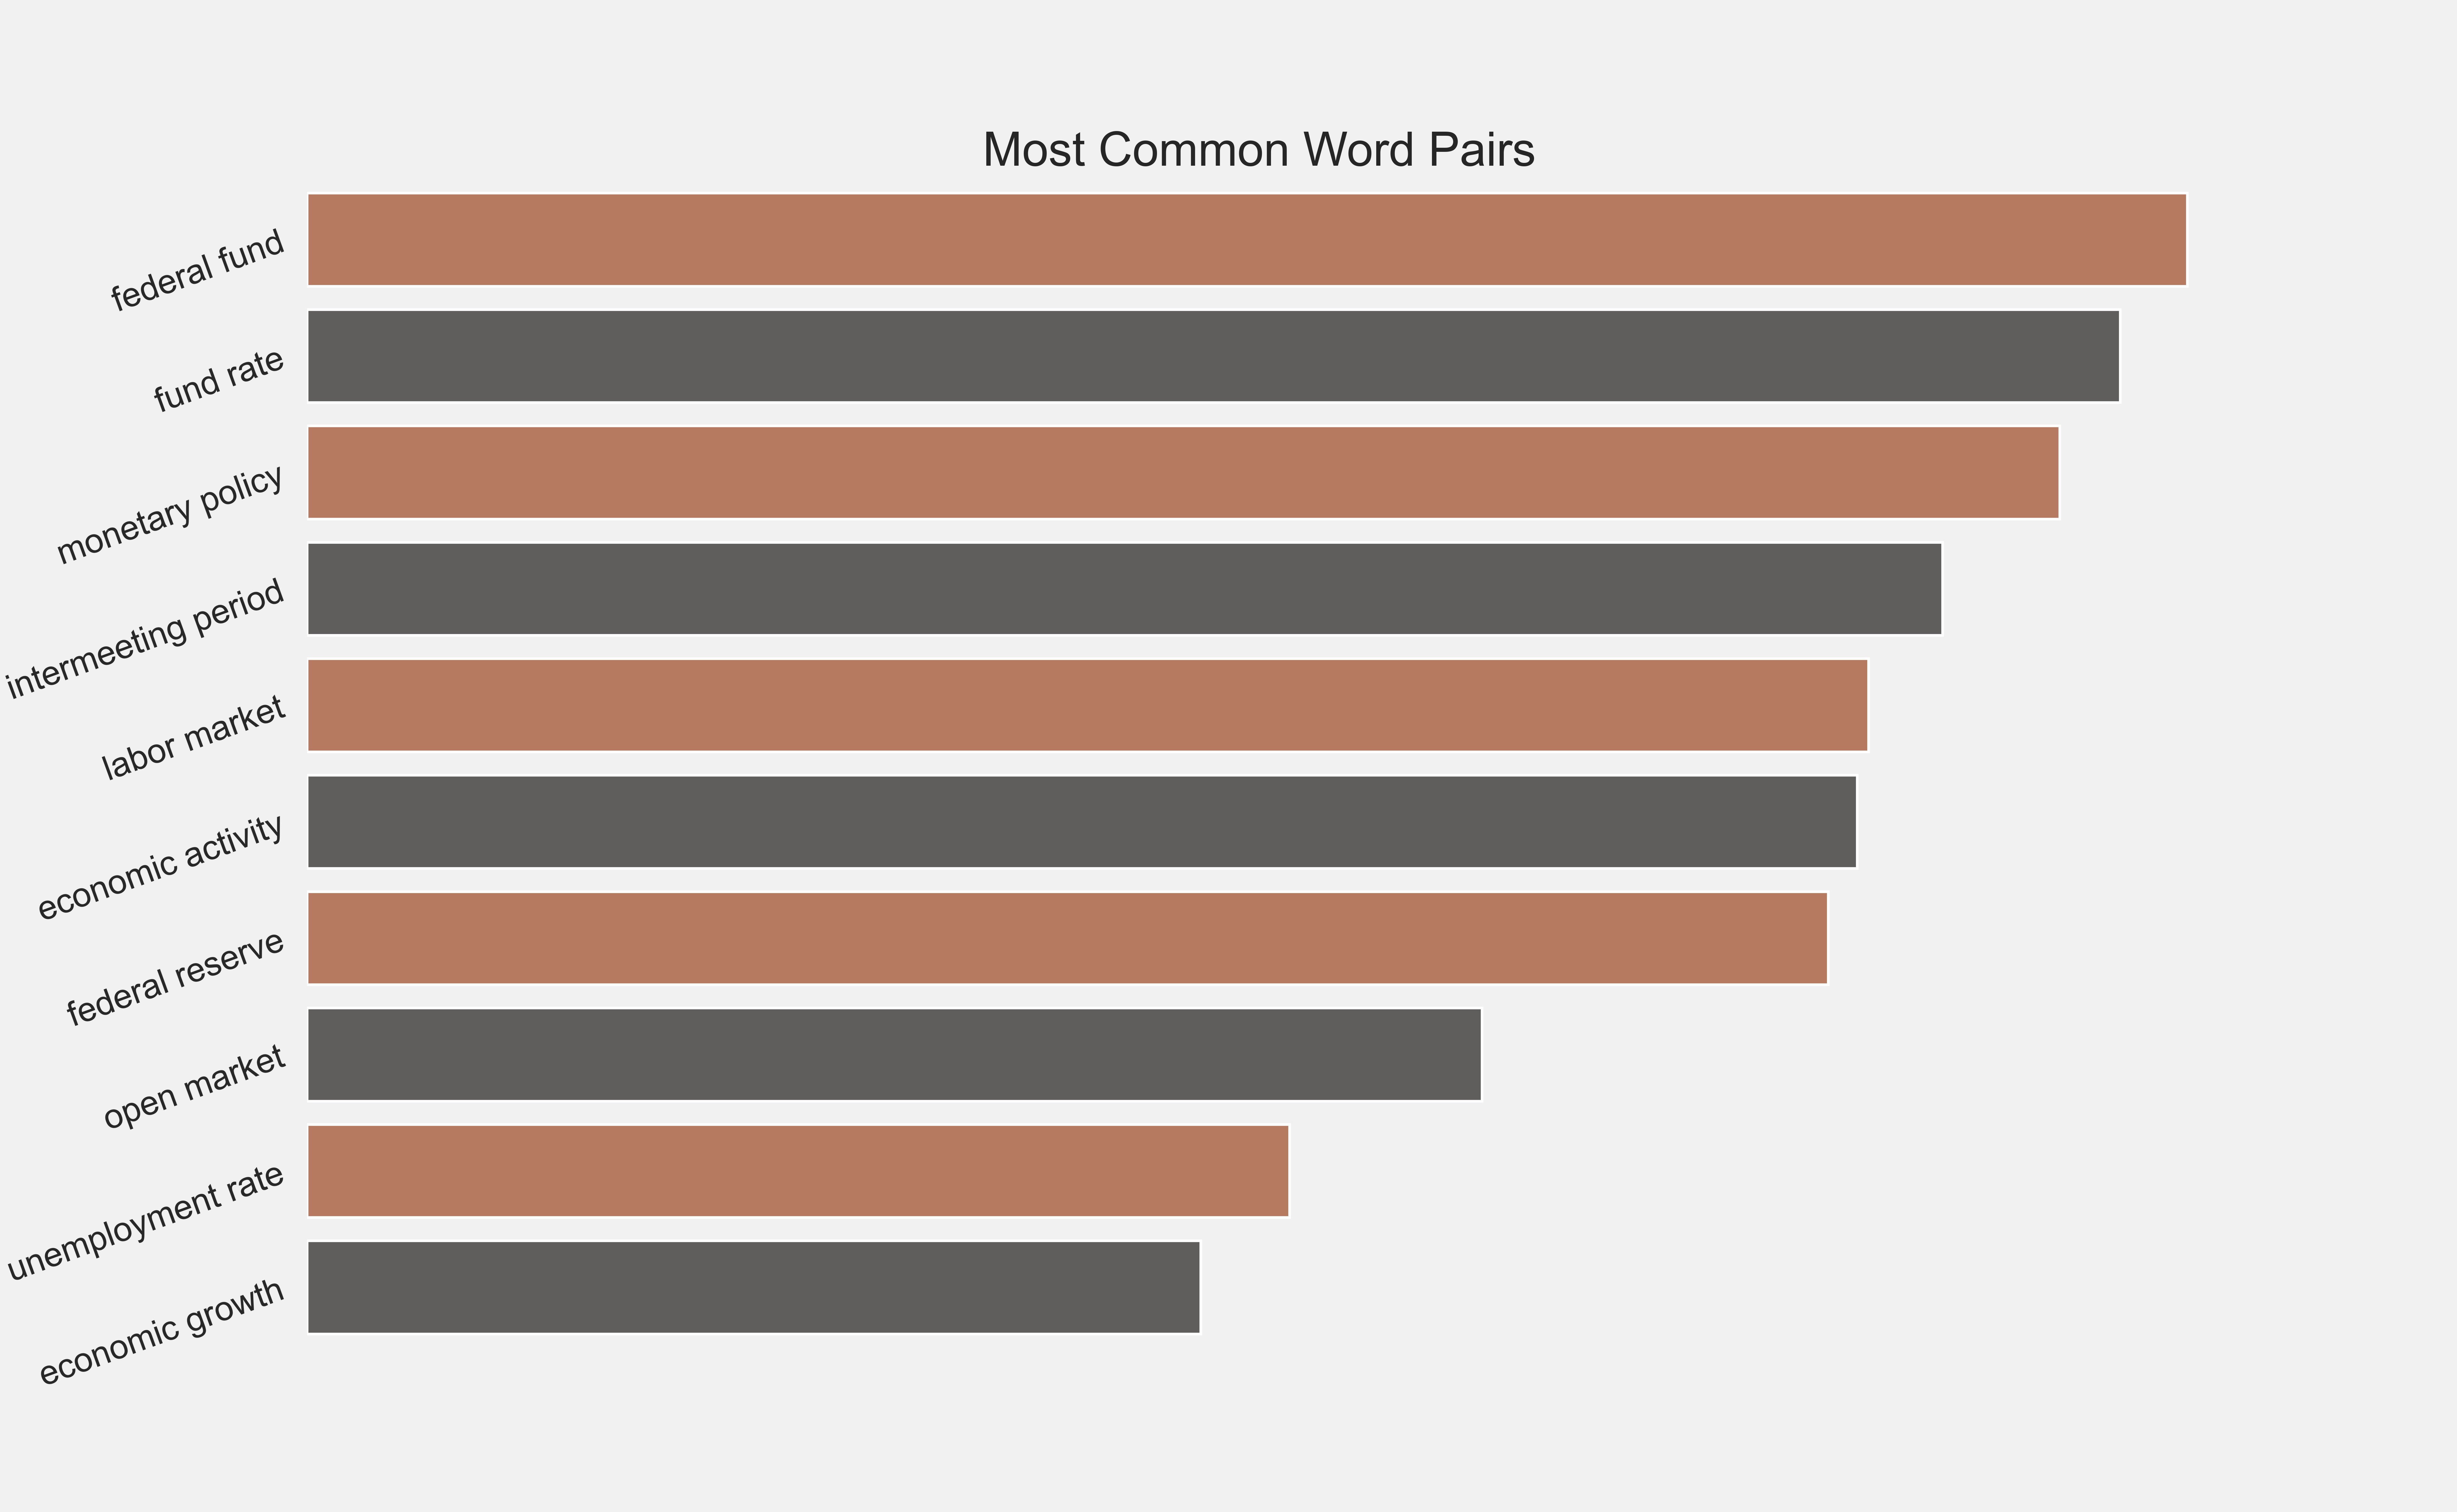 Most Common Word Pairs
federal fund
fund rate
monetary policy
intermeeting period
labor market
economic activity
federal reserve
open market
unemployment rate
economic growth